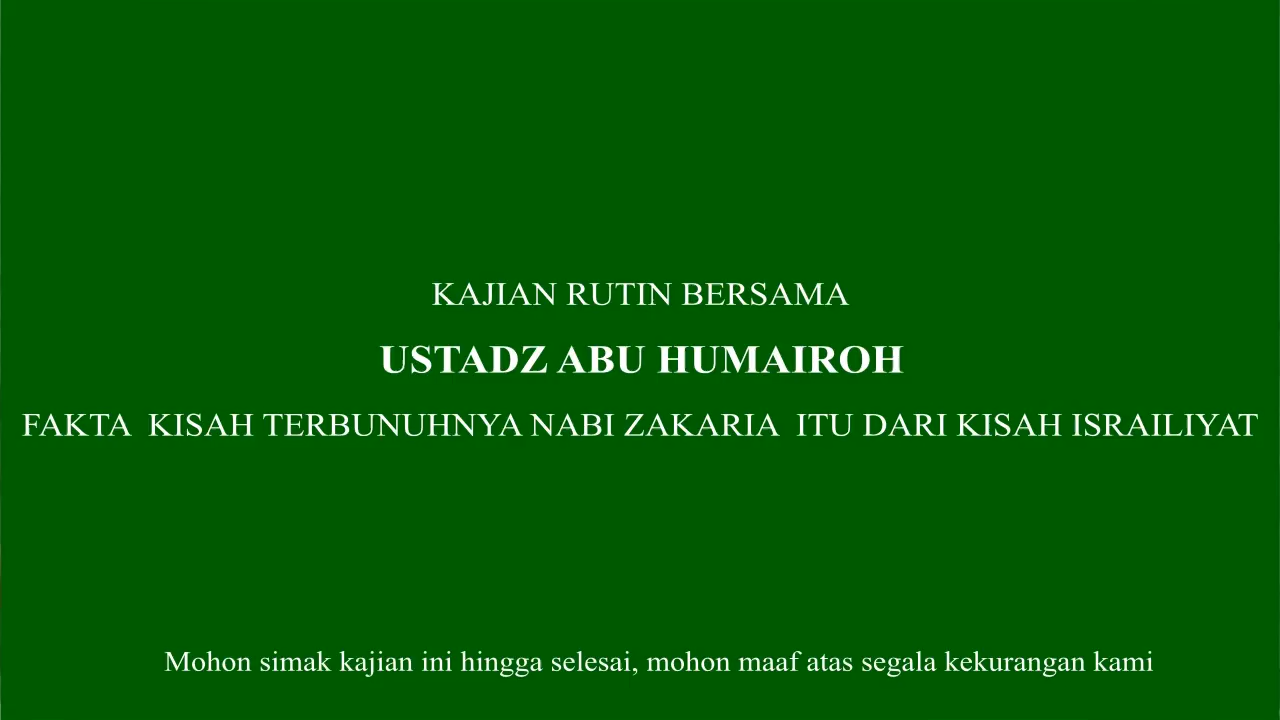 KAJIAN RUTIN BERSAMA
USTADZ ABU HUMAIROH
FAKTA  KISAH TERBUNUHNYA NABI ZAKARIA  ITU DARI KISAH ISRAILIYAT
Mohon simak kajian ini hingga selesai, mohon maaf atas segala kekurangan kami